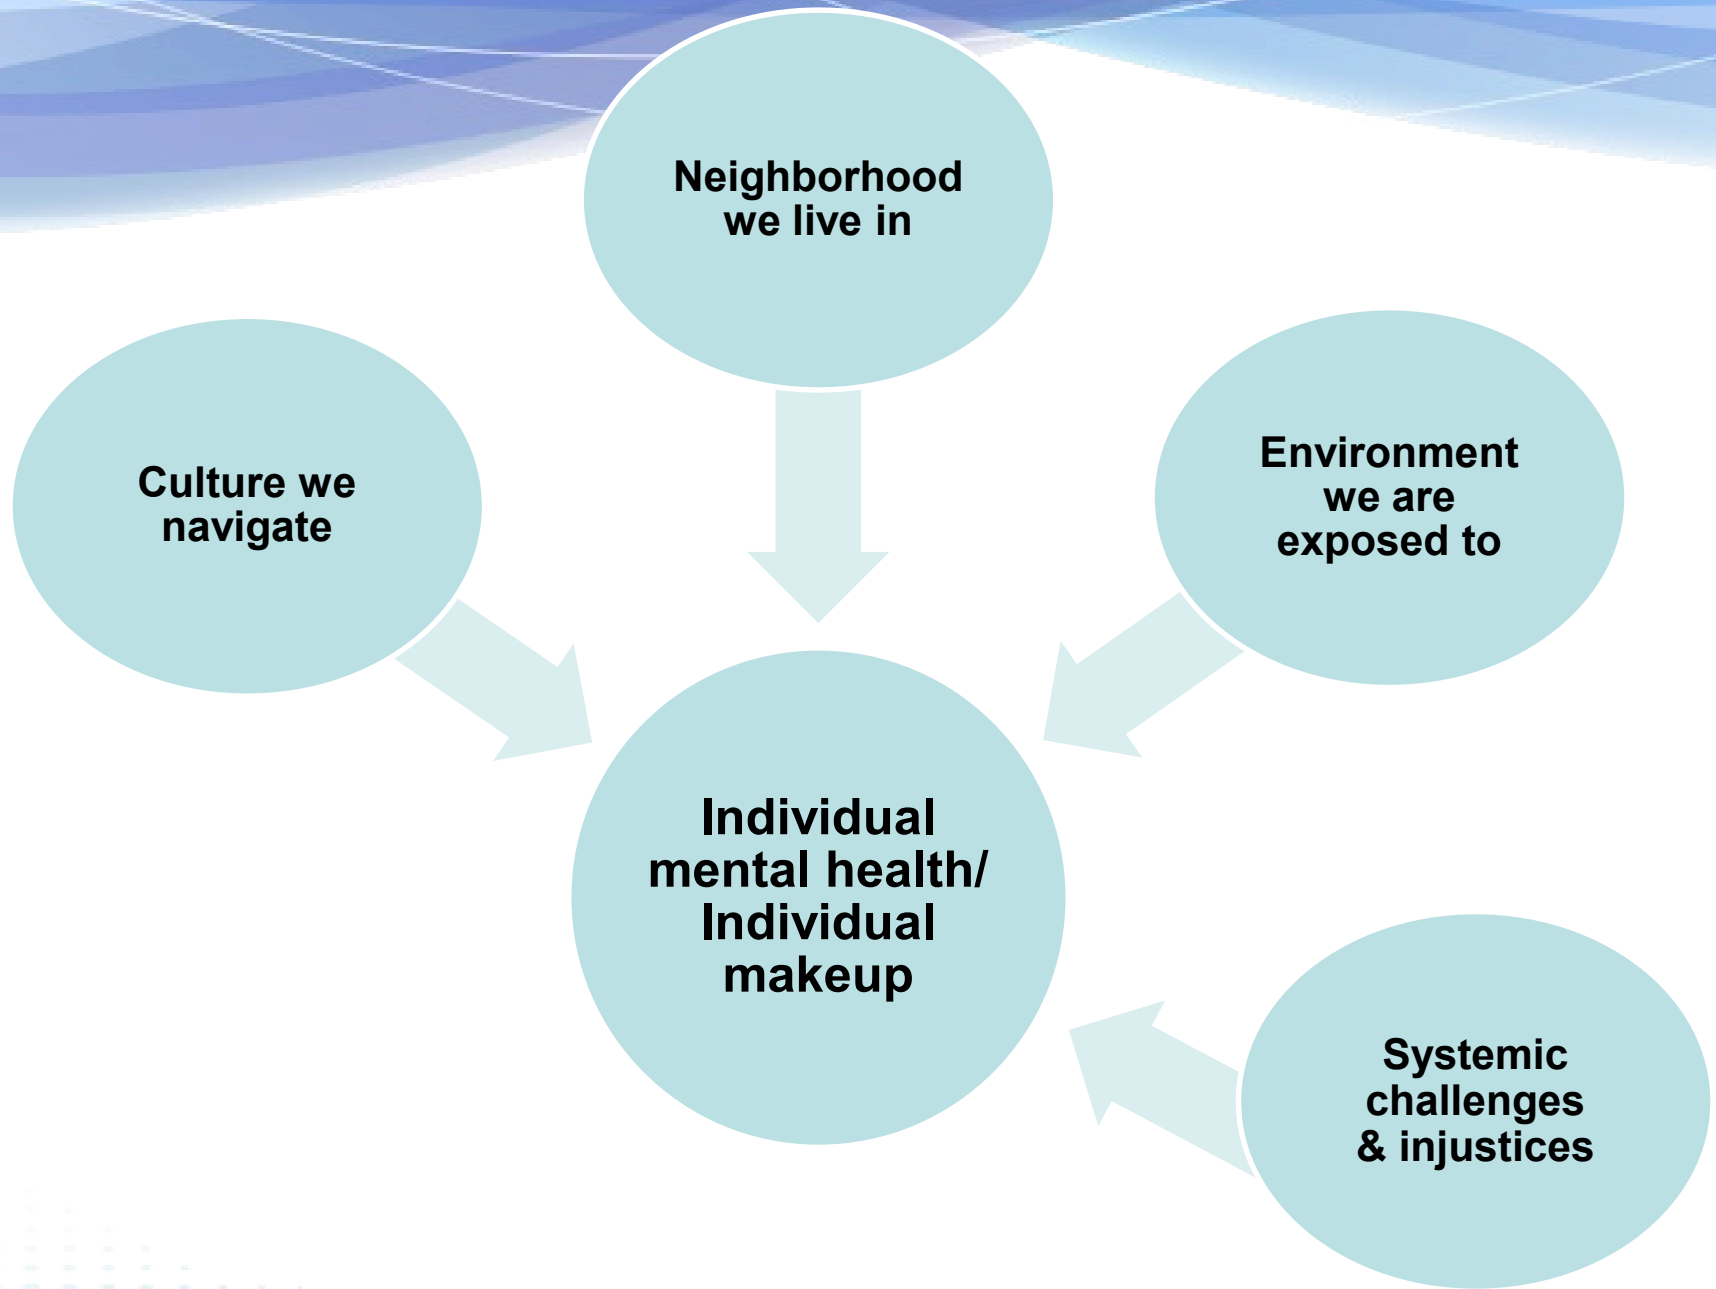 Neighborhood
we live in
Culture we
navigate
Environment
we are
exposed to
Individual
mental health/
Individual
makeup
Systemic
challenges
& injustices